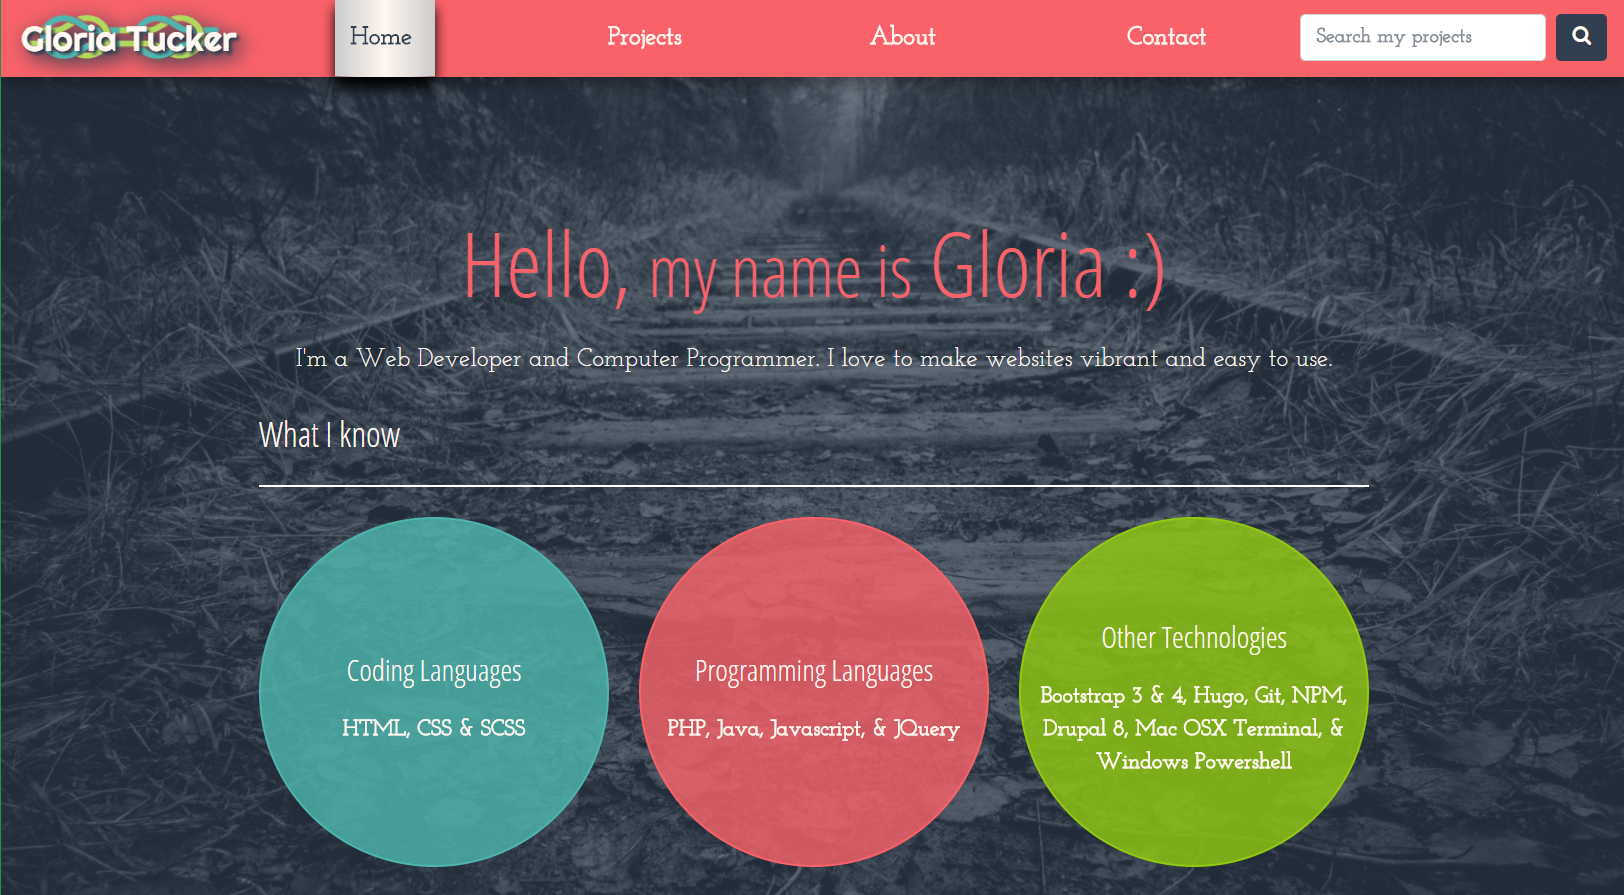 Gloria Tucker
Home
Projects
About
Contact
Search my projects
Hello, my name is Gloria :)
I'm a Web Developer and Computer Programmer. I love to make websites vibrant and easy to use.
What I know
Coding Languages
HTML, CSS & SCSS
Programming Languages
PHP, Java, Javascript, & JQuery
Other Technologies
Bootstrap 3 & 4, Hugo, Git, NPM,
Drupal 8, Mac OSX Terminal, &
Windows Powershell